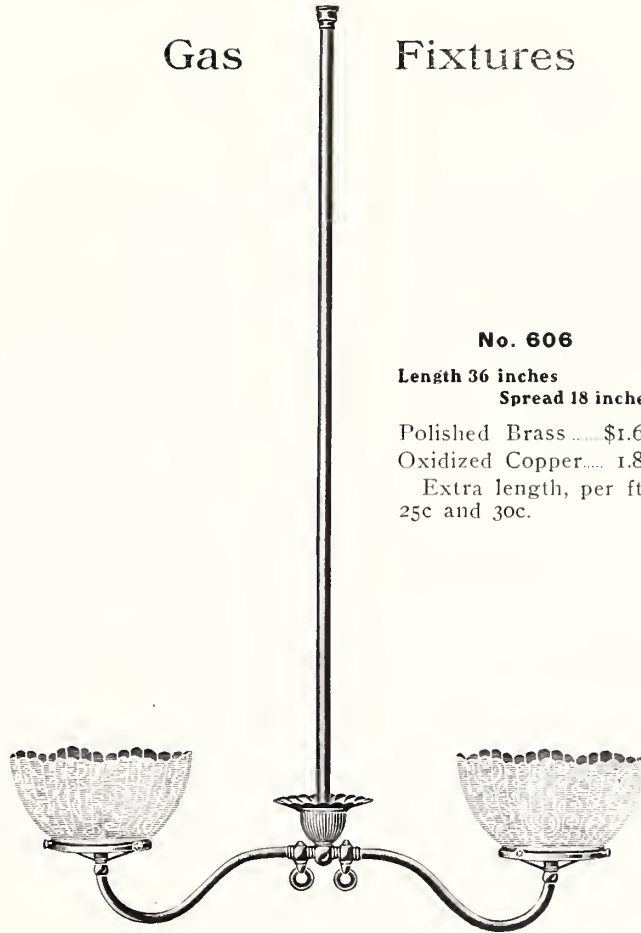 Gas Fixtures
No. 606
Length 36 inches
Spread 18 inche
Polished Brass ..... $1.6
Oxidized Copper..... 1.8
Extra length, per ft
25c and 30c.